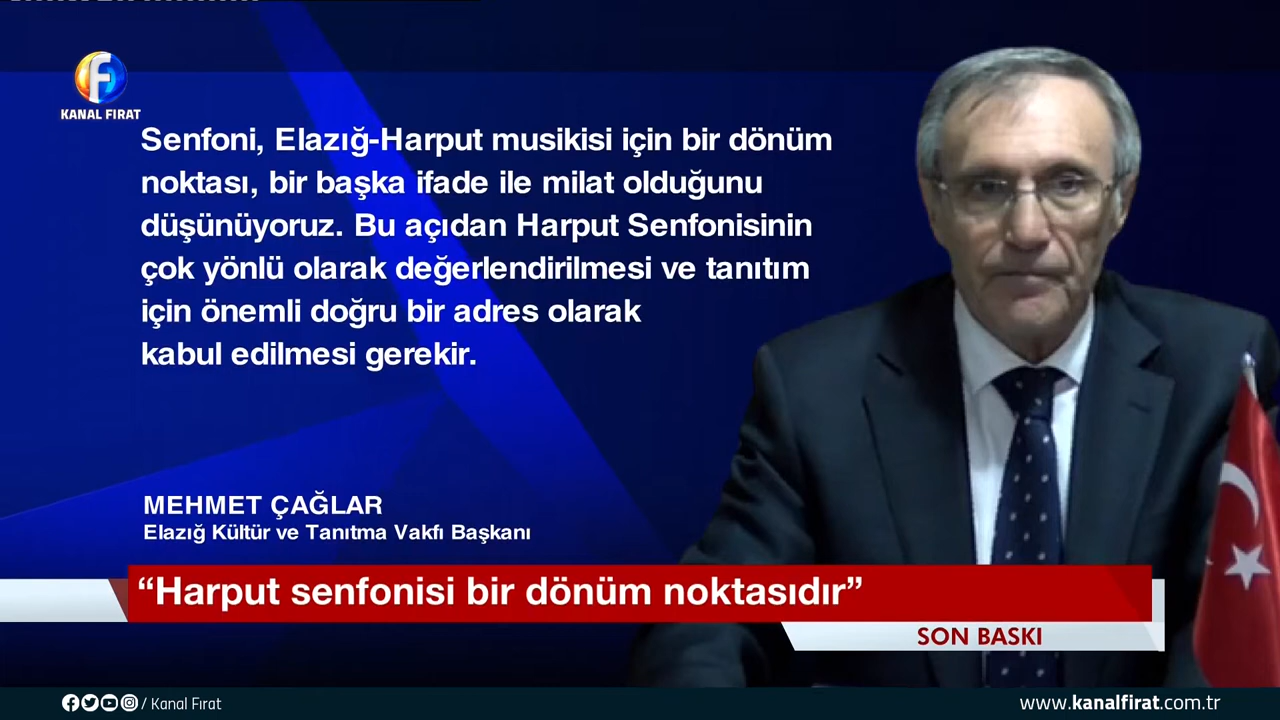 KANAL FIRAT
Senfoni, Elazığ-Harput musikisi için bir dönüm
noktası, bir başka ifade ile milat olduğunu
düşünüyoruz. Bu açıdan Harput Senfonisinin
çok yönlü olarak değerlendirilmesi ve tanıtım
için önemli doğru bir adres olarak
kabul edilmesi gerekir.
MEHMET ÇAĞLAR
Elazığ Kültür ve Tanıtma Vakfı Başkanı
“Harput senfonisi bir dönüm noktasıdır”
SON BASKI
/ Kanal Fırat
www.kanalfirat.com.tr